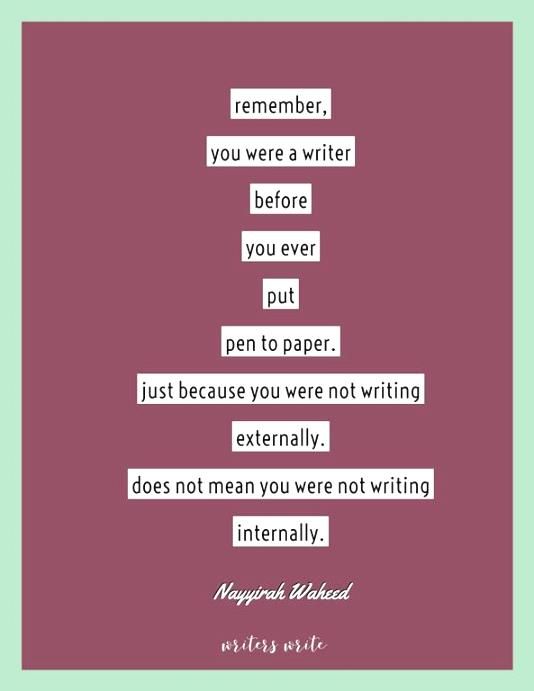 remember,
you were a writer
before
you ever
put
pen to paper.
just because you were not writing
externally.
does not mean you were not writing
internally.
Nayyirah Waheed
writers write